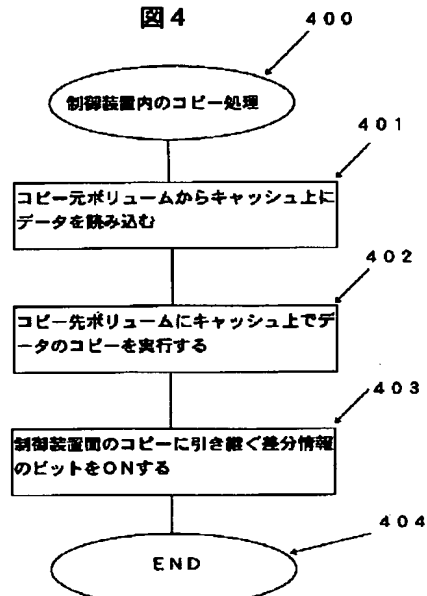 図4
400
制御装置内のコピー処理
401
コピー元ボリュームからキャッシュ上に
データを読み込む
402
コピー先ボリュームにキャッシュ上でデ
ータのコピーを実行する
403
制御装置間のコピーに引き継ぐ差分情報
のビットをONする
404
END